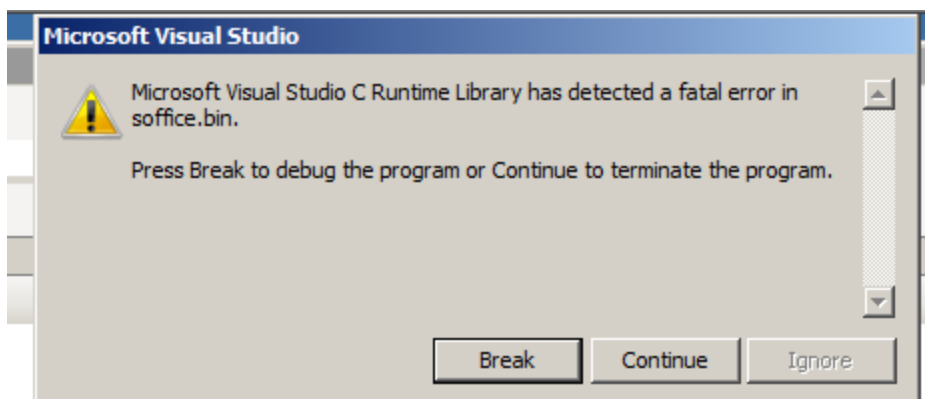 Microsoft Visual Studio
Microsoft Visual Studio C Runtime Library has detected a fatal error in
soffice.bin.
Press Break to debug the program or Continue to terminate the program.
Break
Continue
Ignore